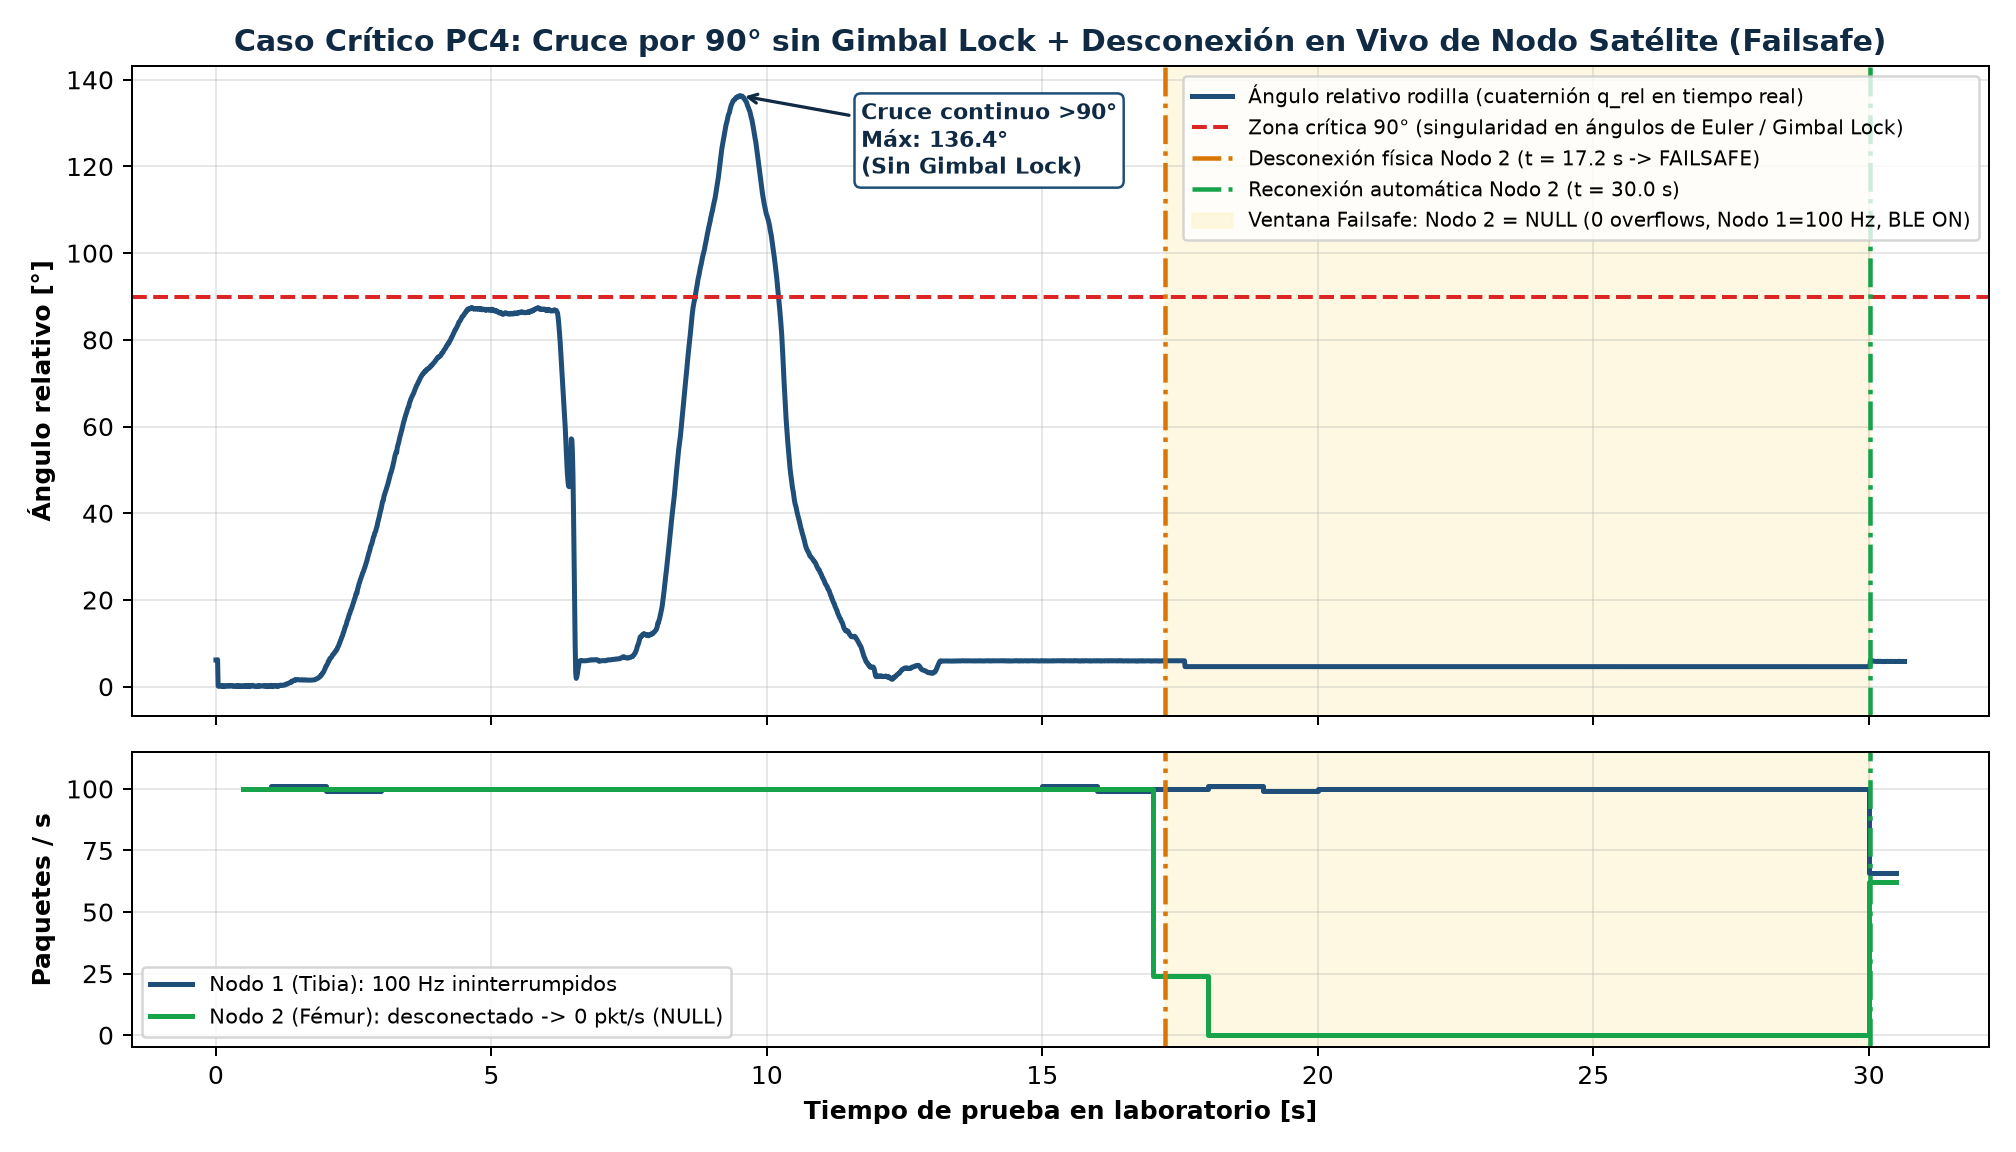 Caso Crítico PC4: Cruce por 90° sin Gimbal Lock + Desconexión en Vivo de Nodo Satélite (Failsafe)
Ángulo relativo [°]
140
120
100
80
60
40
20
0
Cruce continuo >90°
Máx: 136.4°
(Sin Gimbal Lock)
Ángulo relativo rodilla (cuaternión q_rel en tiempo real)
Zona crítica 90° (singularidad en ángulos de Euler / Gimbal Lock)
Desconexión física Nodo 2 (t = 17.2 s -> FAILSAFE)
Reconexión automática Nodo 2 (t = 30.0 s)
Ventana Failsafe: Nodo 2 = NULL (0 overflows, Nodo 1=100 Hz, BLE ON)
Paquetes / s
100
75
50
25
0
Nodo 1 (Tibia): 100 Hz ininterrumpidos
Nodo 2 (Fémur): desconectado -> 0 pkt/s (NULL)
0 5 10 15 20 25 30
Tiempo de prueba en laboratorio [s]